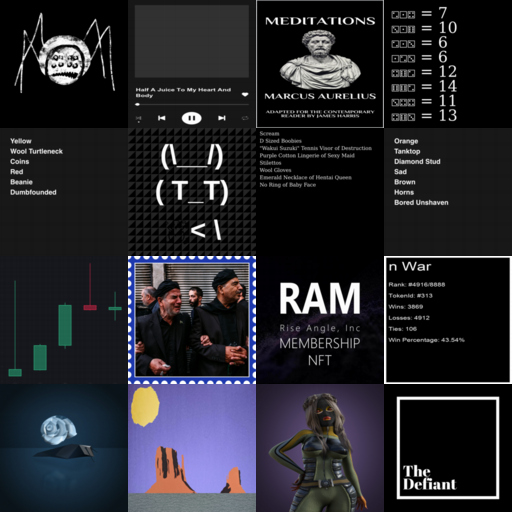 Half A Juice To My Heart And
Body
MEDITATIONS
MARCUS AURELIUS
ADAPTED FOR THE CONTEMPORARY
READER BY JAMES HARRIS
= 7
= 10
= 6
= 6
= 12
= 14
= 11
= 13
Yellow
Wool Turtleneck
Coins
Red
Beanie
Dumbfounded
(\__/)
( T_T)
< \
Scream
D Sized Boobies
"Wakui Suzuki" Tennis Visor of Destruction
Purple Cotton Lingerie of Sexy Maid
Stilettos
Wool Gloves
Emerald Necklace of Hentai Queen
No Ring of Baby Face
Orange
Tanktop
Diamond Stud
Sad
Brown
Horns
Bored Unshaven
RAM
Rise Angle, Inc
MEMBERSHIP
NFT
n War
Rank: #4916/8888
TokenId: #313
Wins: 3869
Losses: 4912
Ties: 106
Win Percentage: 43.54%
The
Defiant